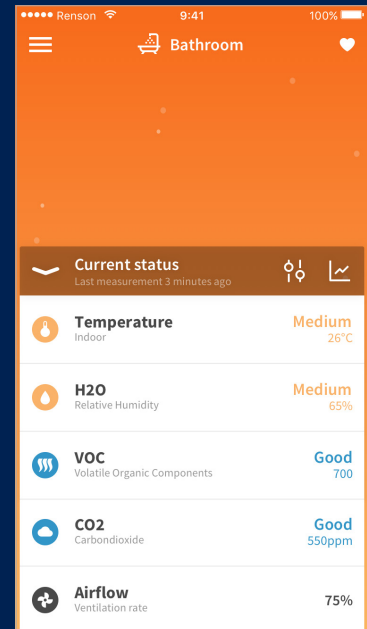 Renson 9:41 100%
Bathroom
Current status
Last measurement 3 minutes ago
Temperature Medium
Indoor 26°C
H2O Medium
Relative Humidity 65%
VOC Good
Volatile Organic Components 700
CO2 Good
Carbondioxide 550ppm
Airflow
Ventilation rate 75%